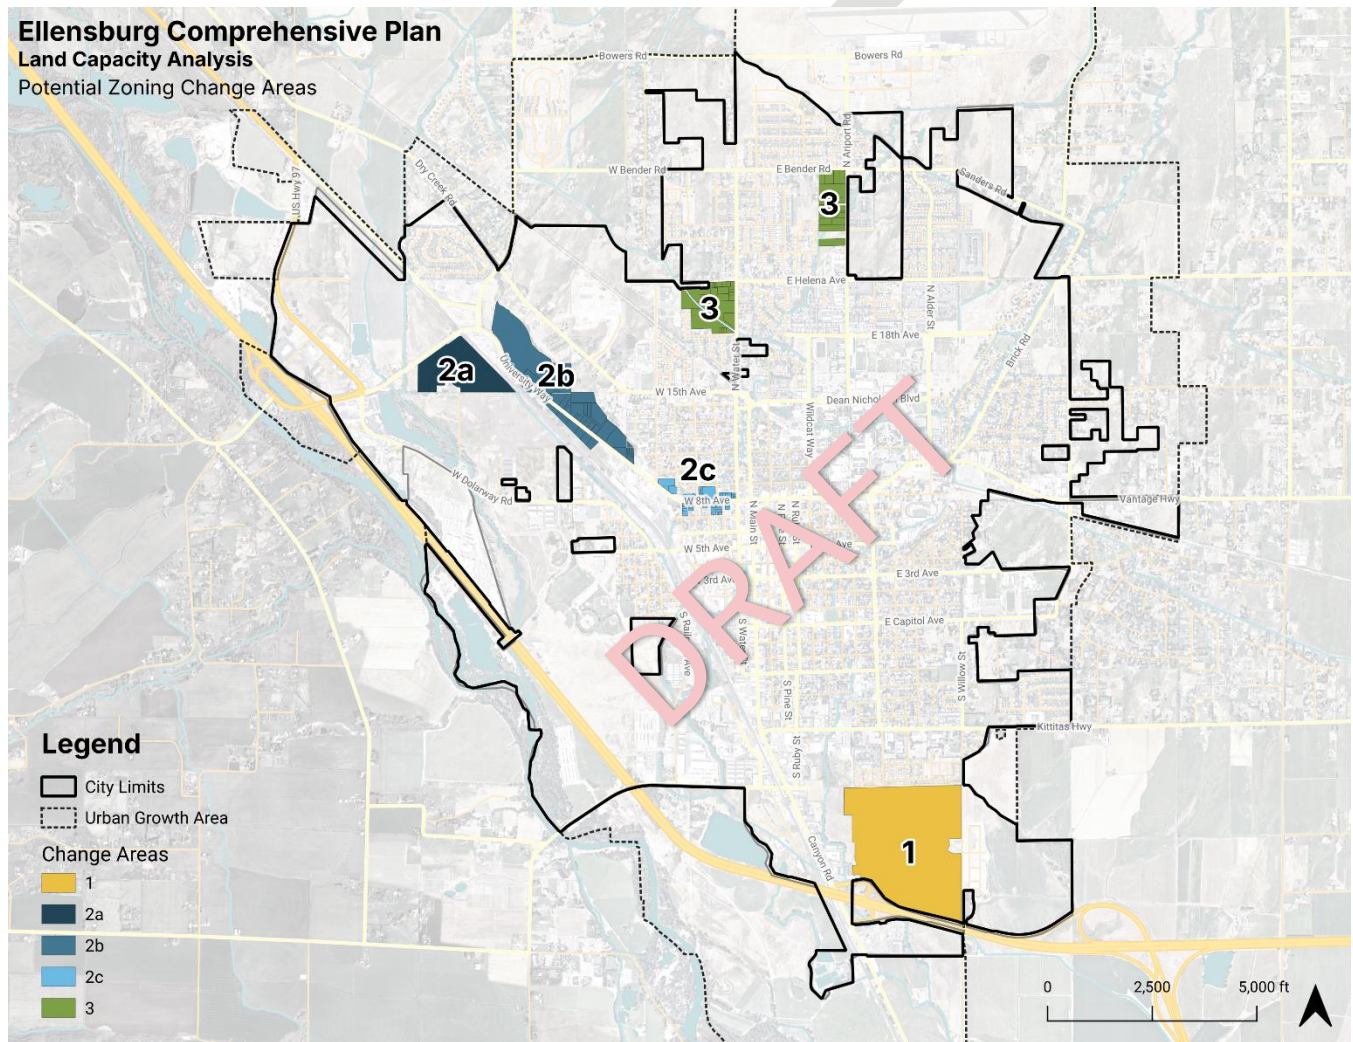 Ellensburg Comprehensive Plan
Land Capacity Analysis
Potential Zoning Change Areas
Bowers Rd
Bowers Rd
N Airport Rd
W Bender Rd
E Bender Rd
Dry Creek Rd
US Hwy 97
Sanders Rd
3
E Helena Ave
3
N Alder St
E 18th Ave
Brick Rd
N Water St
2a
University Way
2b
W 15th Ave
Dean Nicholson Blvd
Wildcat Way
2c
W Dolarway Rd
W 8th Ave
Vantage Hwy
N Main St
N Ruby St
W 5th Ave
Ave
3rd Ave
E 3rd Ave
DRAFT
E Capitol Ave
S Water St
Ave
S Willow St
S Pine St
Kittitas Hwy
S Ruby St
Canyon Rd
1
Legend
City Limits
Urban Growth Area
Change Areas
1
2a
2b
2c
3
0 2,500 5,000 ft